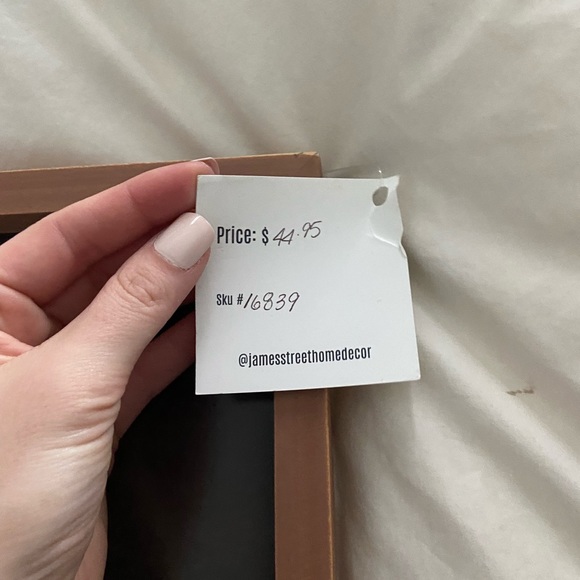 Price: $ 44.95
Sku #16839
@jamesstreethomedecor